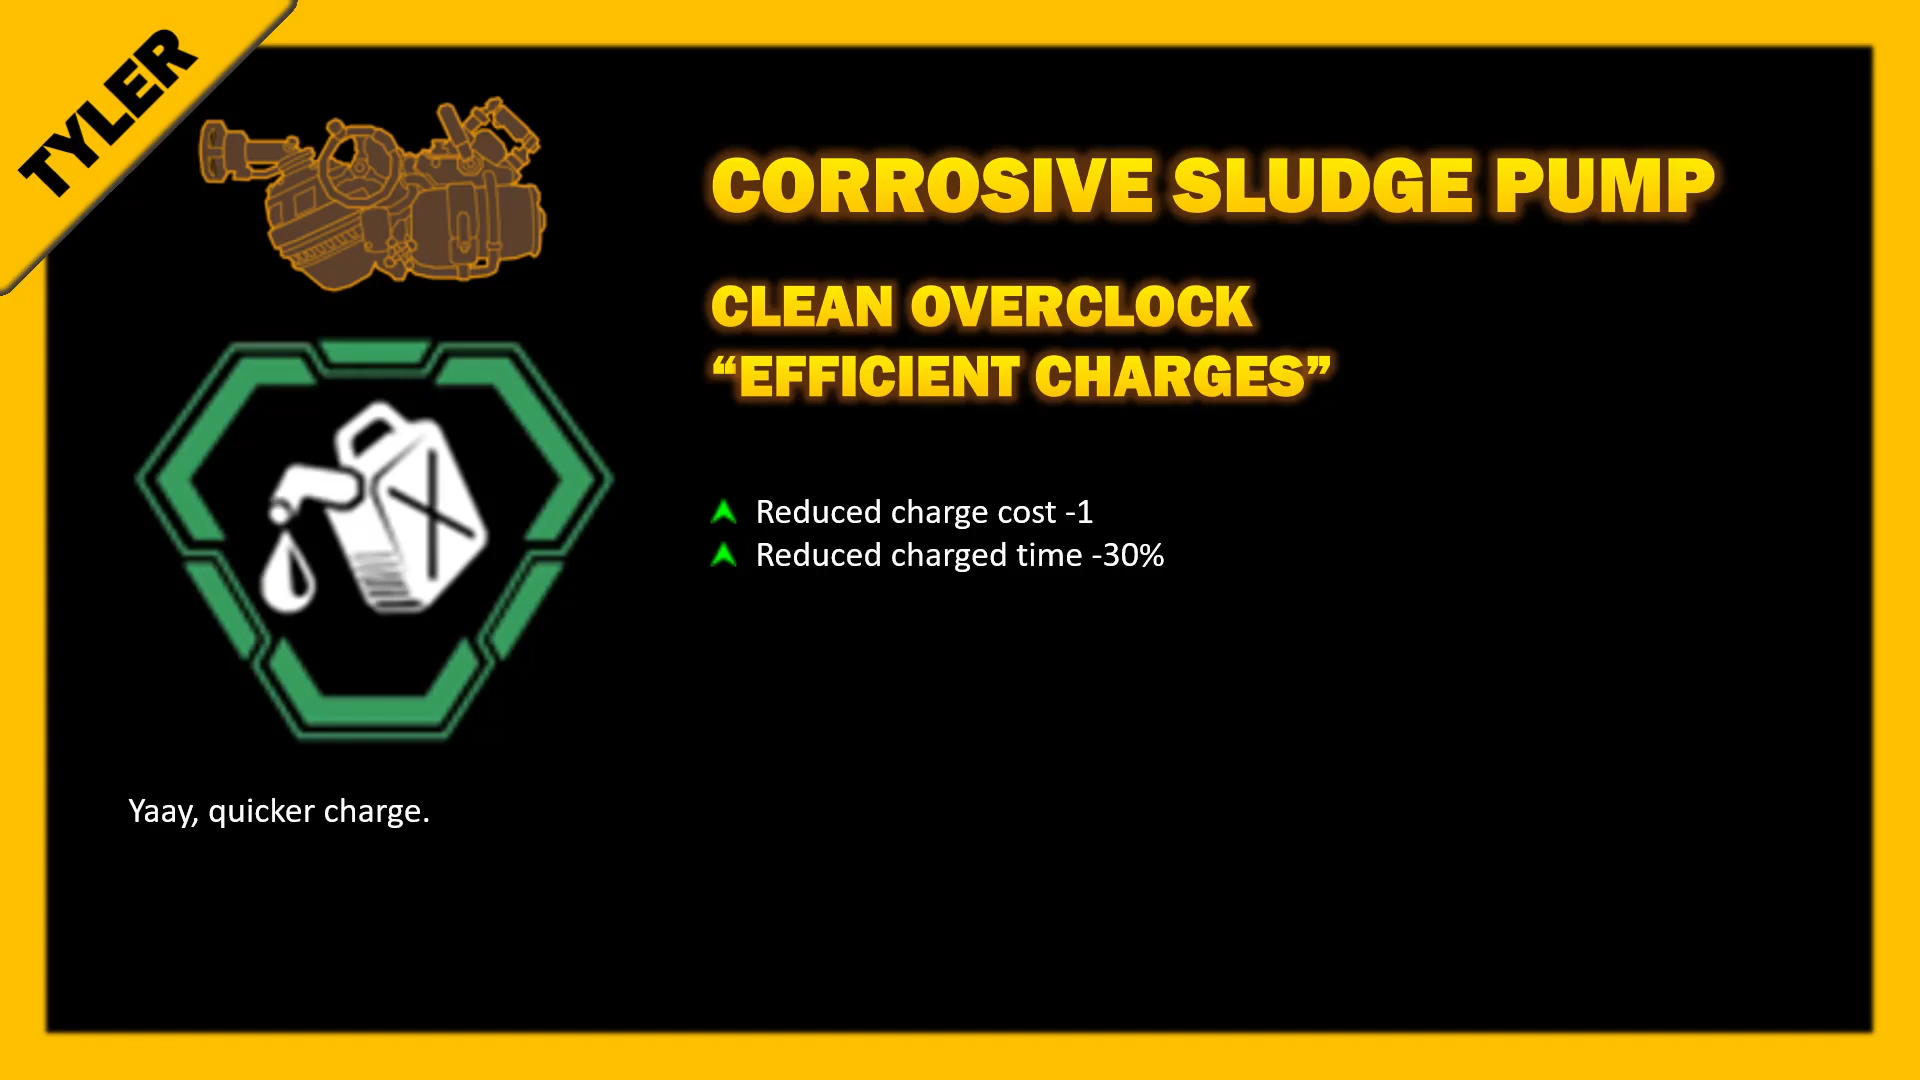 TYLER
CORROSIVE SLUDGE PUMP
CLEAN OVERCLOCK
“EFFICIENT CHARGES”
Reduced charge cost -1
Reduced charged time -30%
Yaay, quicker charge.